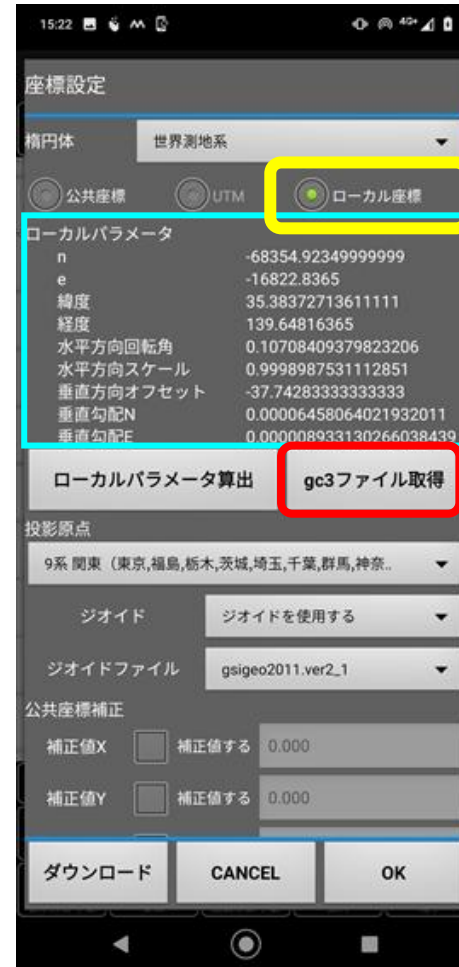 15:22 4G+
座標設定
楕円体 世界測地系
公共座標 UTM ローカル座標
ローカルパラメータ
n -68354.92349999999
e -16822.8365
緯度 35.38372713611111
経度 139.64816365
水平方向回転角 0.10708409379823206
水平方向スケール 0.9998987531112851
垂直方向オフセット -37.74283333333333
垂直勾配N 0.00006458064021932011
垂直勾配E 0.00000893313026603843​9
ローカルパラメータ算出 gc3ファイル取得
投影原点
9系 関東（東京,福島,栃木,茨城,埼玉,千葉,群馬,神奈..
ジオイド ジオイドを使用する
ジオイドファイル gsigeo2011.ver2_1
公共座標補正
補正値X 補正値する 0.000
補正値Y 補正値する 0.000
ダウンロード CANCEL OK